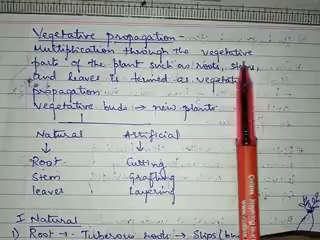 Vegetative propagation -
Multiplication through the vegetative
part of the plant such as roots, stems
and leaves is termed as vegetative
propagation
Vegetative buds → new plants
Natural Artificial
↓ ↓
Root Cutting
Stem Grafting
leaves Layering
I Natural
1) Root → Tuberous roots → Slips